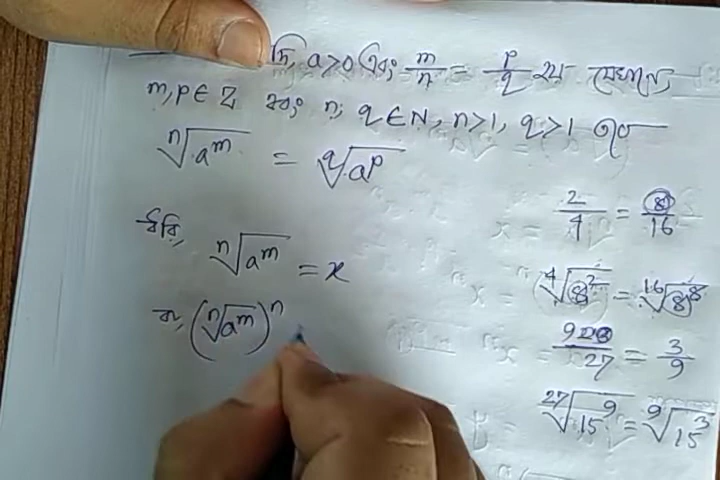 যদি, a>0 এবং m/n = p/q হয় যেখানে,
m,p∈Z এবং n, q∈N, n>1, q>1 তবে
ⁿ√aᵐ = ᑫ√aᵖ
ধরি, ⁿ√aᵐ = x
বা, (ⁿ√aᵐ)ⁿ
2/4 = 8/16
⁴√8² = ¹⁶√8⁸
9/27 = 3/9
²⁷√15⁹ = ⁹√15³